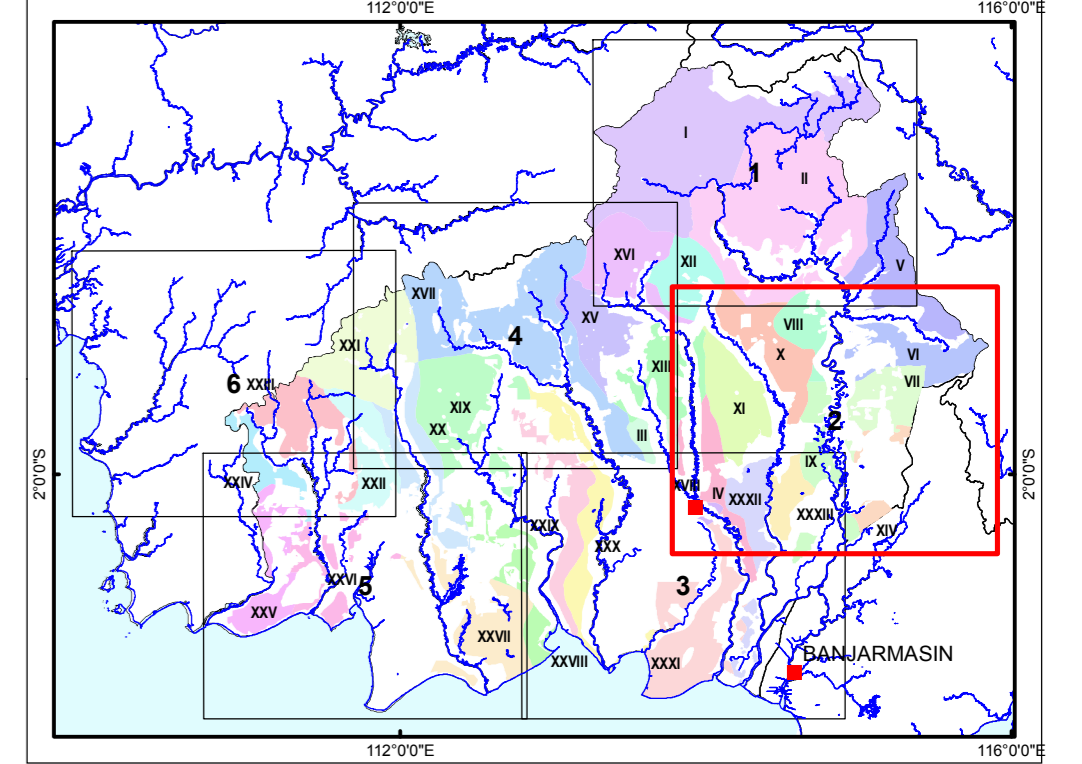 112°0'0"E 116°0'0"E
I
1
II
XVI
XII
V
XVII
XV
VIII
4
XXI
XIII
X
VI
6
XXIII
VII
XIX
XI
XX
2
III
IX
2°0'0"S 2°0'0"S
XXIV
XXII
XVIII
IV
XXXII
XXXIII
XXIX
XIV
XXX
XXVI
5
3
XXV
XXVII
XXVIII
XXXI
BANJARMASIN
112°0'0"E 116°0'0"E